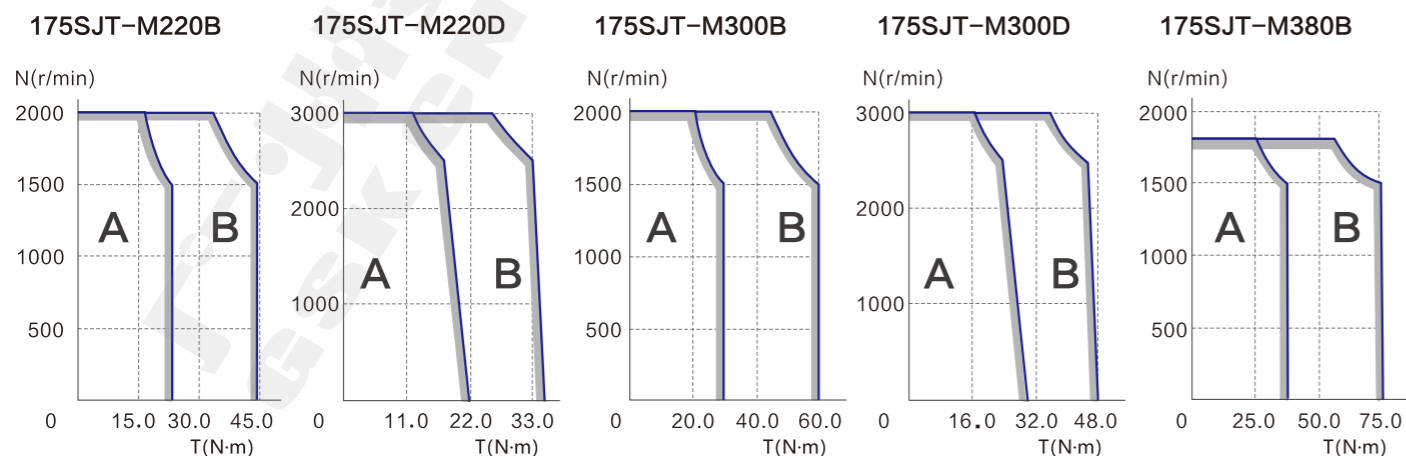 175SJT-M220B
N(r/min)
2000
1500
1000
500
0
15.0 30.0 45.0
T(N·m)
A
B
175SJT-M220D
N(r/min)
3000
2000
1000
0
11.0 22.0 33.0
T(N·m)
A
B
175SJT-M300B
N(r/min)
2000
1500
1000
500
0
20.0 40.0 60.0
T(N·m)
A
B
175SJT-M300D
N(r/min)
3000
2000
1000
0
16.0 32.0 48.0
T(N·m)
A
B
175SJT-M380B
N(r/min)
2000
1500
1000
500
0
25.0 50.0 75.0
T(N·m)
A
B